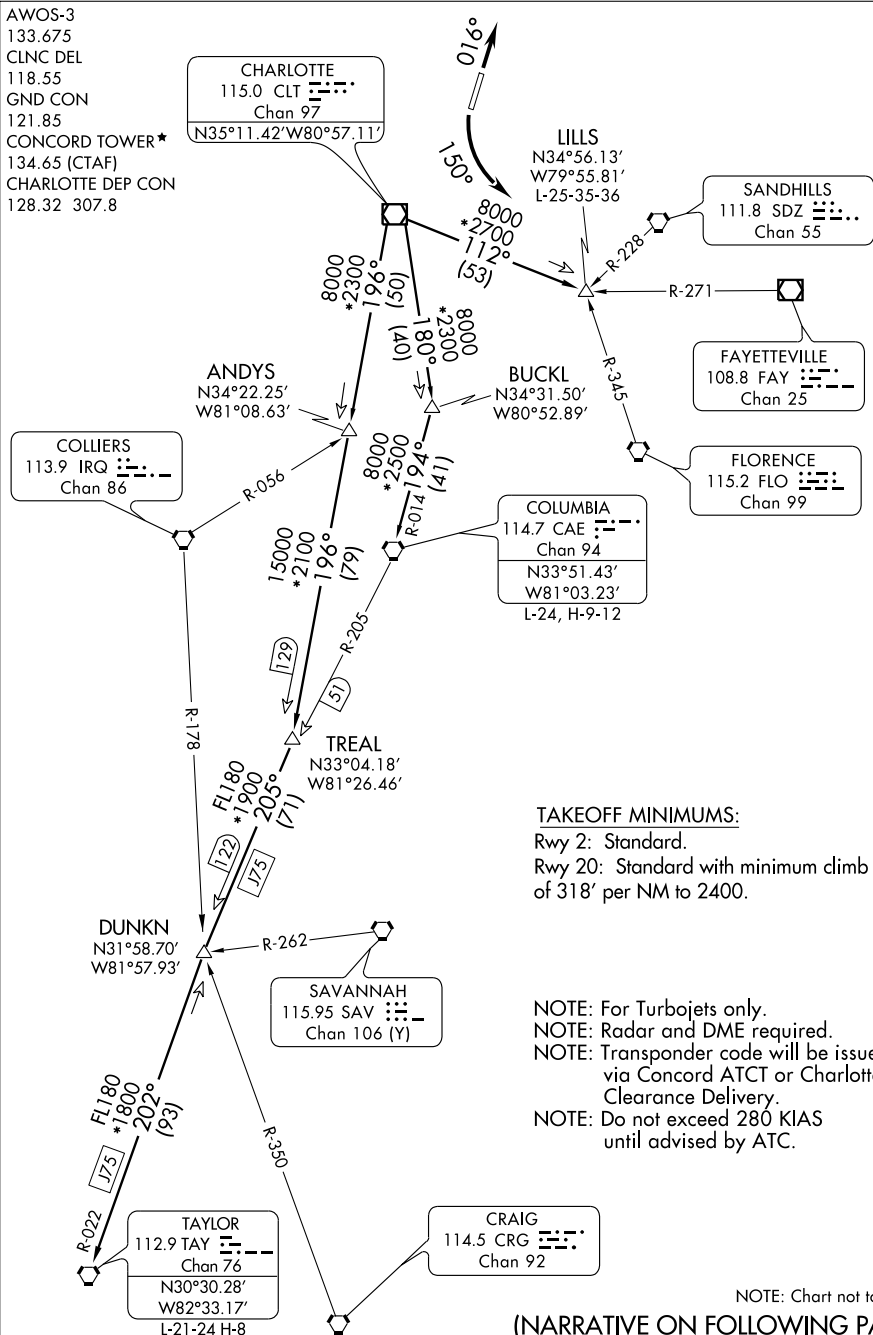 AWOS-3
133.675
CLNC DEL
118.55
GND CON
121.85
CONCORD TOWER★
134.65 (CTAF)
CHARLOTTE DEP CON
128.32 307.8
CHARLOTTE
115.0 CLT
Chan 97
N35°11.42'W80°57.11'
016°
150°
LILLS
N34°56.13'
W79°55.81'
L-25-35-36
SANDHILLS
111.8 SDZ
Chan 55
R-228
8000
*2700
112°
(53)
R-271
FAYETTEVILLE
108.8 FAY
Chan 25
R-345
FLORENCE
115.2 FLO
Chan 99
8000
*2300
196°
(50)
8000
*2300
180°
(40)
ANDYS
N34°22.25'
W81°08.63'
BUCKL
N34°31.50'
W80°52.89'
COLLIERS
113.9 IRQ
Chan 86
R-056
8000
*2500
194°
(41)
R-014
COLUMBIA
114.7 CAE
Chan 94
N33°51.43'
W81°03.23'
L-24, H-9-12
15000
*2100
196°
(79)
R-205
129
51
R-178
TREAL
N33°04.18'
W81°26.46'
FL180
*1900
205°
(71)
122
J75
TAKEOFF MINIMUMS:
Rwy 2: Standard.
Rwy 20: Standard with minimum climb
of 318' per NM to 2400.
DUNKN
N31°58.70'
W81°57.93'
R-262
SAVANNAH
115.95 SAV
Chan 106 (Y)
NOTE: For Turbojets only.
NOTE: Radar and DME required.
NOTE: Transponder code will be issue
via Concord ATCT or Charlotte
Clearance Delivery.
NOTE: Do not exceed 280 KIAS
until advised by ATC.
FL180
*1800
202°
(93)
J75
R-022
R-350
TAYLOR
112.9 TAY
Chan 76
N30°30.28'
W82°33.17'
L-21-24 H-8
CRAIG
114.5 CRG
Chan 92
NOTE: Chart not to
(NARRATIVE ON FOLLOWING PA